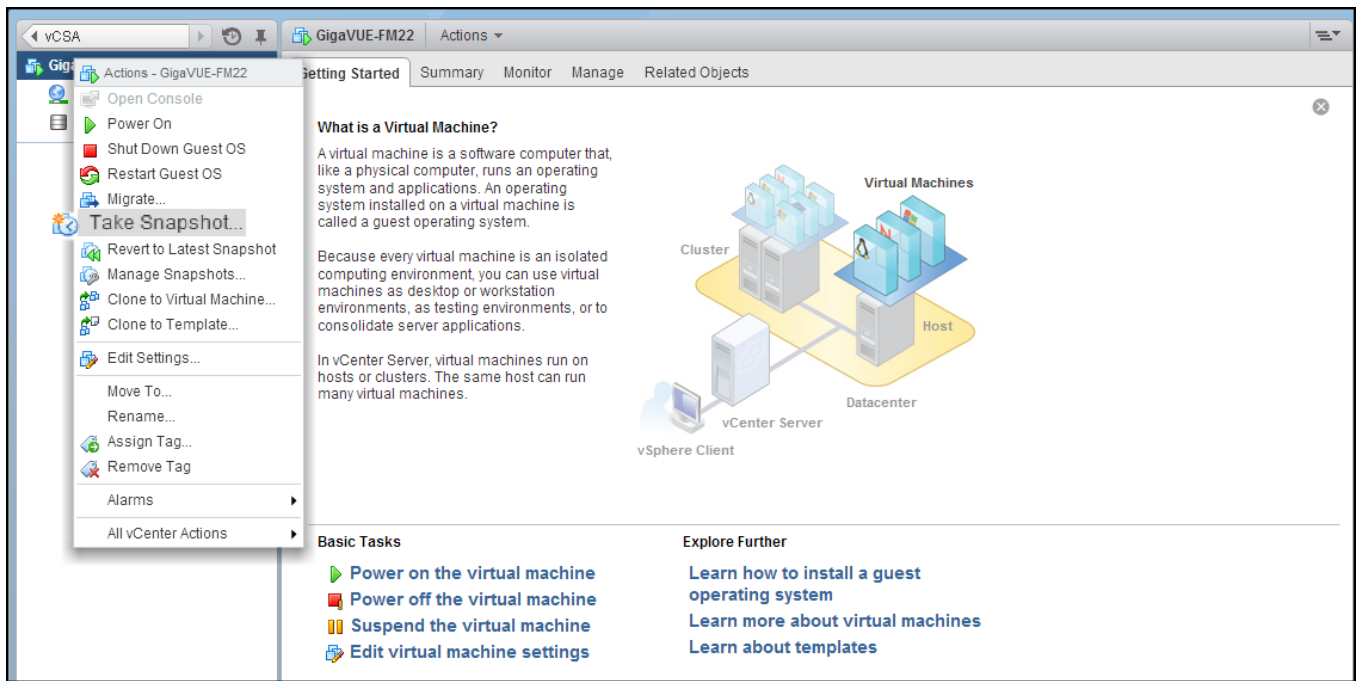 vCSA
GigaVUE-FM22 Actions
Giga
Actions - GigaVUE-FM22
Open Console
Power On
Shut Down Guest OS
Restart Guest OS
Migrate...
Take Snapshot...
Revert to Latest Snapshot
Manage Snapshots...
Clone to Virtual Machine...
Clone to Template...
Edit Settings...
Move To...
Rename...
Assign Tag...
Remove Tag
Alarms
All vCenter Actions
Getting Started Summary Monitor Manage Related Objects
What is a Virtual Machine?
A virtual machine is a software computer that,
like a physical computer, runs an operating
system and applications. An operating
system installed on a virtual machine is
called a guest operating system.
Because every virtual machine is an isolated
computing environment, you can use virtual
machines as desktop or workstation
environments, as testing environments, or to
consolidate server applications.
In vCenter Server, virtual machines run on
hosts or clusters. The same host can run
many virtual machines.
Virtual Machines
Cluster
Host
Datacenter
vCenter Server
vSphere Client
Basic Tasks
Power on the virtual machine
Power off the virtual machine
Suspend the virtual machine
Edit virtual machine settings
Explore Further
Learn how to install a guest
operating system
Learn more about virtual machines
Learn about templates